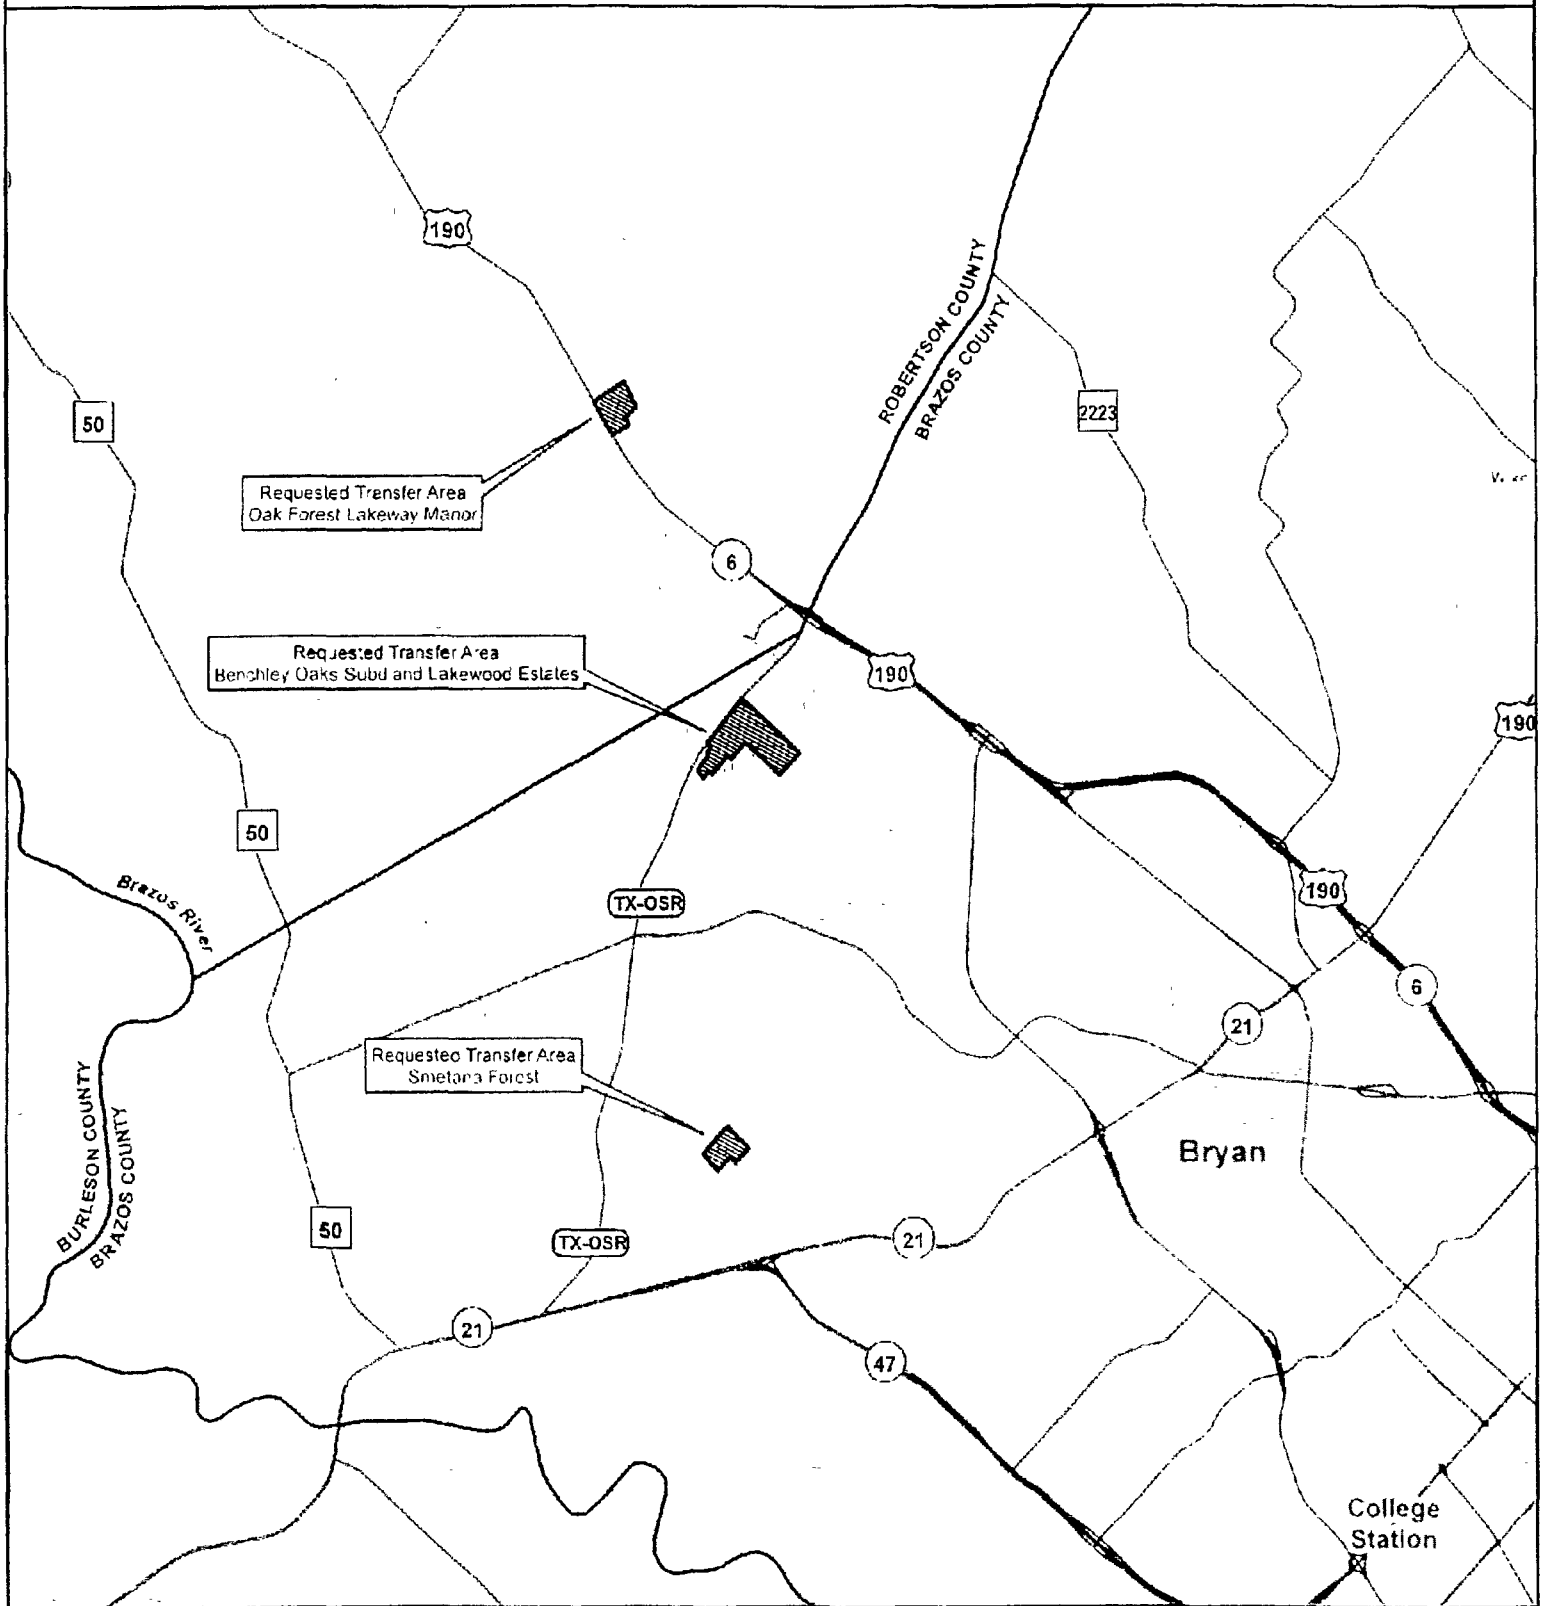 190
ROBERTSON COUNTY
BRAZOS COUNTY
50
2223
Requested Transfer Area
Oak Forest Lakeway Manor
6
Requested Transfer Area
Benchley Oaks Subd and Lakewood Estates
190
190
50
Brazos River
190
TX-OSR
6
21
Requested Transfer Area
Smetana Forest
BURLESON COUNTY
BRAZOS COUNTY
Bryan
50
TX-OSR
21
21
47
College
Station